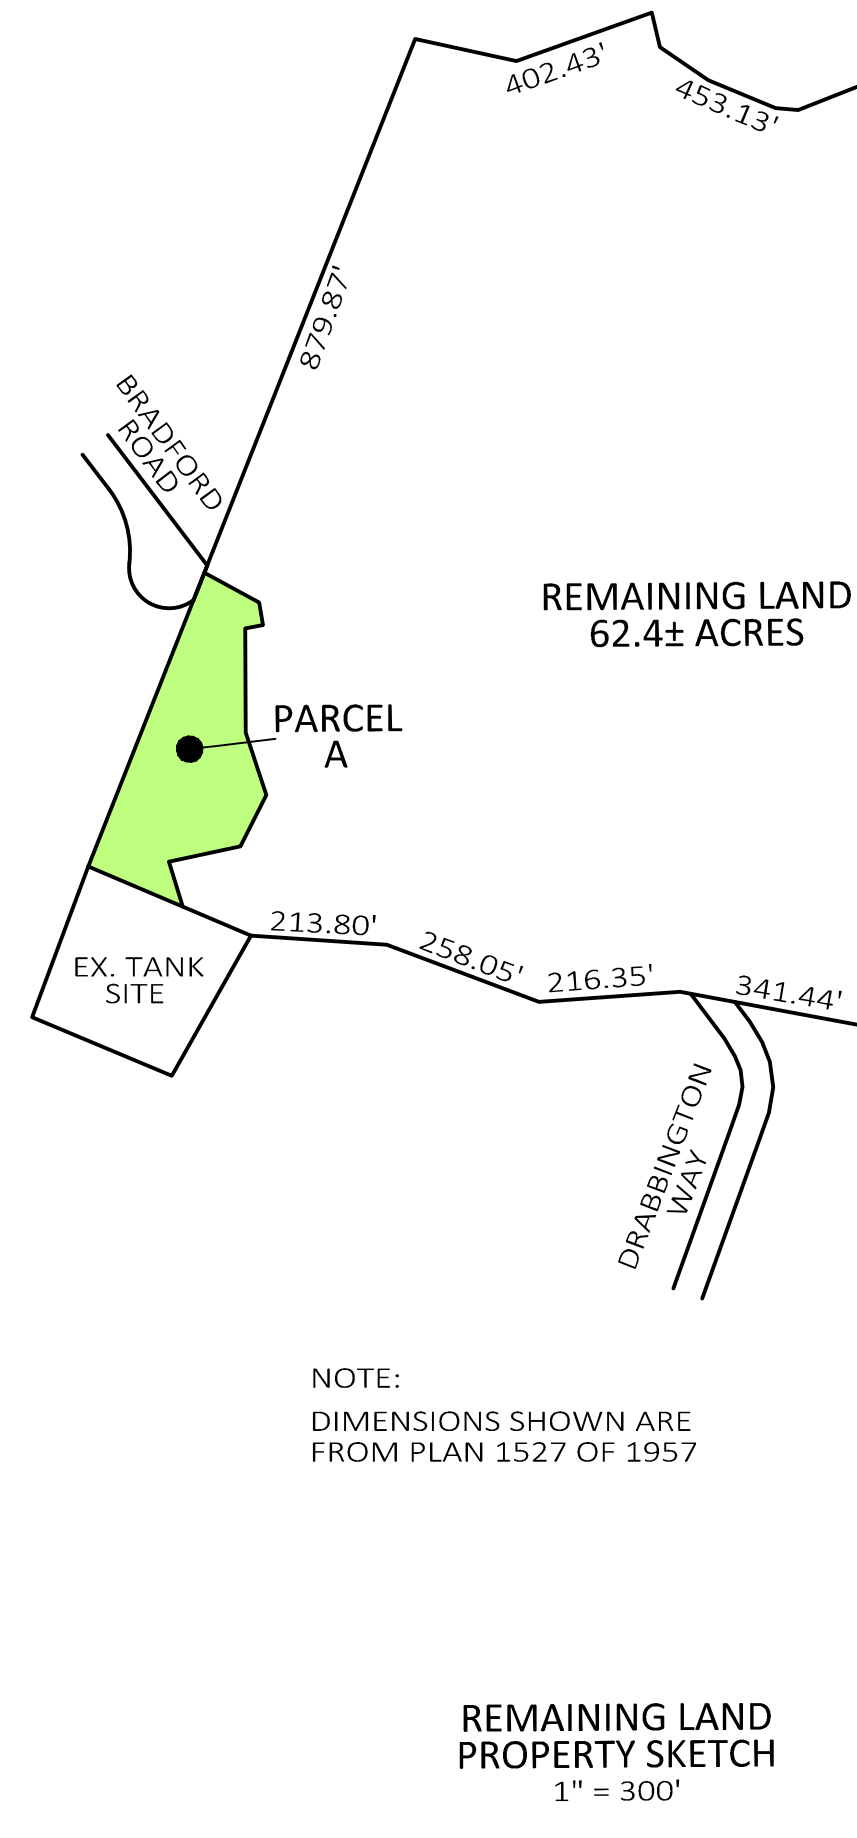 402.43'
453.13'
879.87'
BRADFORD
ROAD
REMAINING LAND
62.4± ACRES
PARCEL
A
213.80'
258.05'
216.35'
341.44'
EX. TANK
SITE
DRABBINGTON
WAY
NOTE:
DIMENSIONS SHOWN ARE
FROM PLAN 1527 OF 1957
REMAINING LAND
PROPERTY SKETCH
1" = 300'